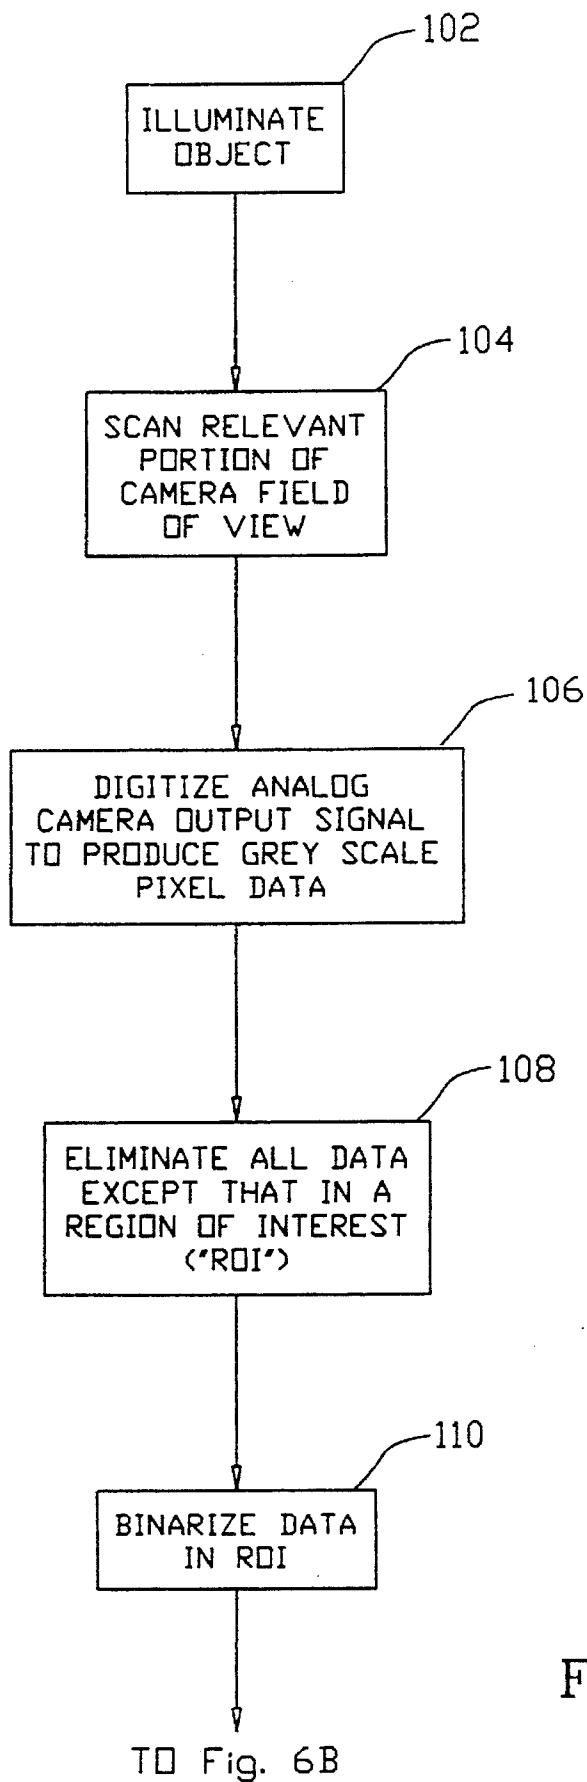 102
ILLUMINATE
OBJECT
104
SCAN RELEVANT
PORTION OF
CAMERA FIELD
OF VIEW
106
DIGITIZE ANALOG
CAMERA OUTPUT SIGNAL
TO PRODUCE GREY SCALE
PIXEL DATA
108
ELIMINATE ALL DATA
EXCEPT THAT IN A
REGION OF INTEREST
("ROI")
110
BINARIZE DATA
IN ROI
F
TO Fig. 6B